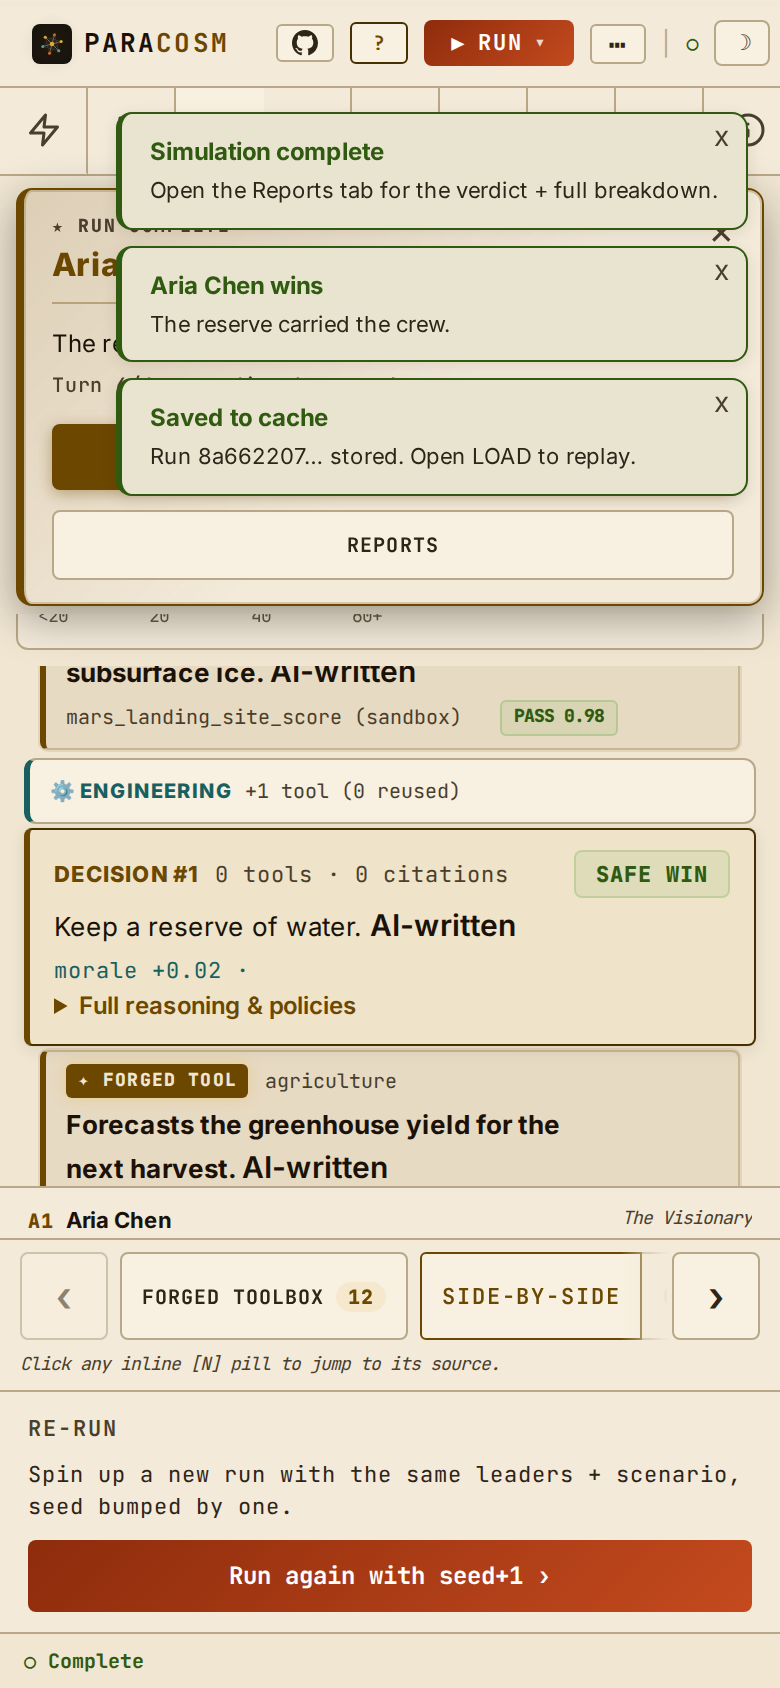 PARACOSM
?
▶ RUN ▾
Simulation complete
X
Open the Reports tab for the verdict + full breakdown.
★ RUN
Aria
Aria Chen wins
X
The reserve carried the crew.
The
Turn
Saved to cache
X
Run 8a662207… stored. Open LOAD to replay.
REPORTS
<20 20 40 60+
subsurface ice. AI-written
mars_landing_site_score (sandbox) PASS 0.98
⚙️ ENGINEERING +1 tool (0 reused)
DECISION #1 0 tools · 0 citations SAFE WIN
Keep a reserve of water. AI-written
morale +0.02 ·
▶ Full reasoning & policies
✦ FORGED TOOL agriculture
Forecasts the greenhouse yield for the
next harvest. AI-written
A1 Aria Chen The Visionary
‹ FORGED TOOLBOX 12 SIDE-BY-SIDE ›
Click any inline [N] pill to jump to its source.
RE-RUN
Spin up a new run with the same leaders + scenario,
seed bumped by one.
Run again with seed+1 ›
○ Complete